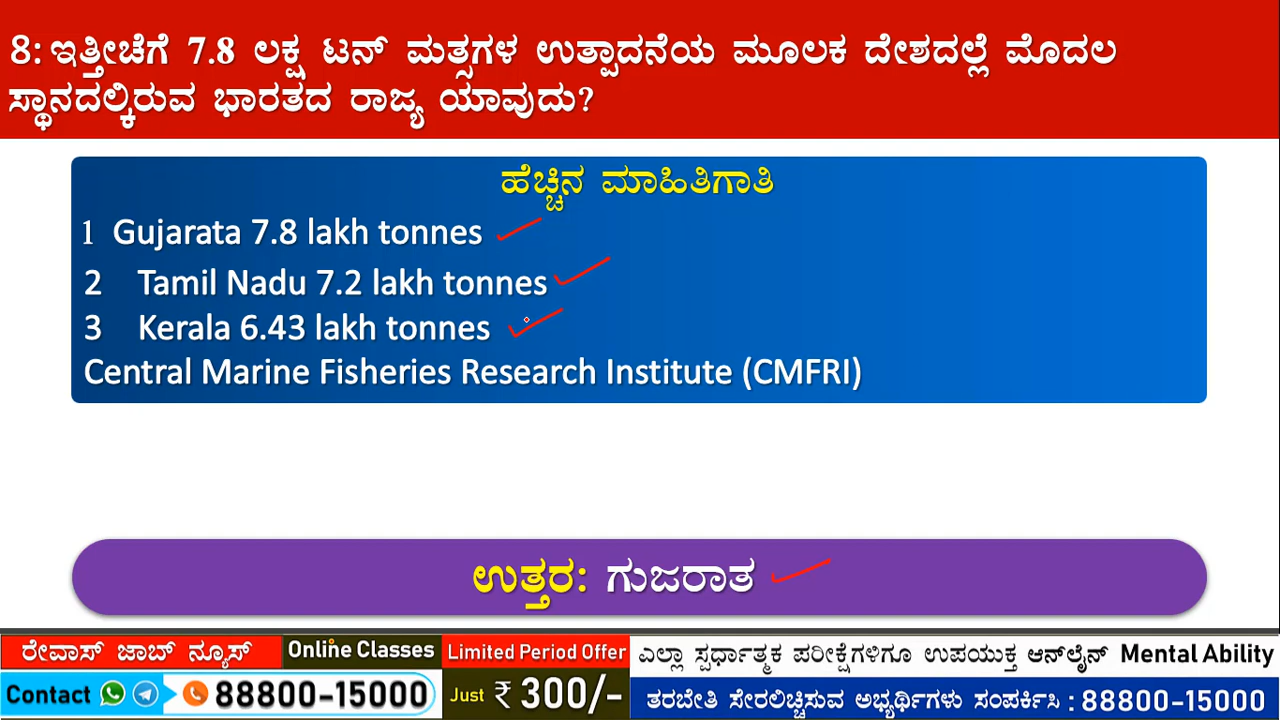 8: ಇತ್ತೀಚೆಗೆ 7.8 ಲಕ್ಷ ಟನ್ ಮತ್ಸಗಳ ಉತ್ಪಾದನೆಯ ಮೂಲಕ ದೇಶದಲ್ಲೆ ಮೊದಲ
ಸ್ಥಾನದಲ್ಕಿರುವ ಭಾರತದ ರಾಜ್ಯ ಯಾವುದು?
ಹೆಚ್ಚಿನ ಮಾಹಿತಿಗಾತಿ
1 Gujarata 7.8 lakh tonnes
2 Tamil Nadu 7.2 lakh tonnes
3 Kerala 6.43 lakh tonnes
Central Marine Fisheries Research Institute (CMFRI)
ಉತ್ತರ: ಗುಜರಾತ
ರೇವಾಸ್ ಜಾಬ್ ನ್ಯೂಸ್ Online Classes Limited Period Offer ಎಲ್ಲಾ ಸ್ಪರ್ಧಾತ್ಮಕ ಪರೀಕ್ಷೆಗಳಿಗೂ ಉಪಯುಕ್ತ ಆನ್‌ಲೈನ್ Mental Ability
Contact 88800-15000 Just ₹ 300/- ತರಬೇತಿ ಸೇರಲಿಚ್ಚಿಸುವ ಅಭ್ಯರ್ಥಿಗಳು ಸಂಪರ್ಕಿಸಿ : 88800-15000